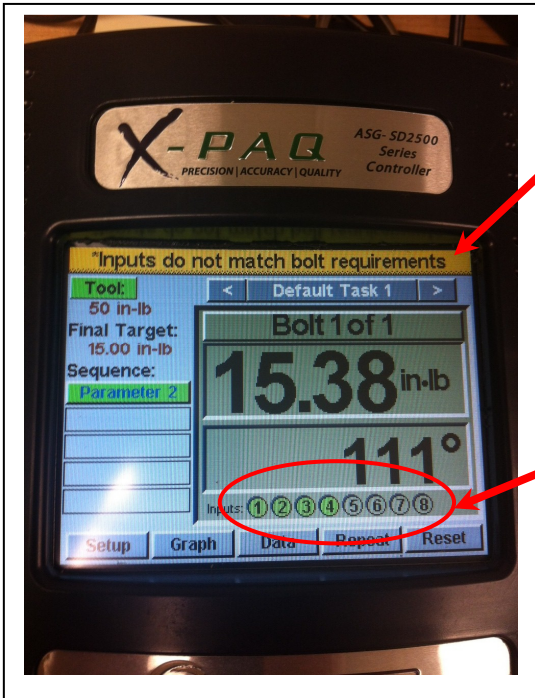 X-PAQ
PRECISION | ACCURACY | QUALITY
ASG-SD2500
Series
Controller
*Inputs do not match bolt requirements
Tool:
50 in-lb
Final Target:
15.00 in-lb
Sequence:
Parameter 2
< Default Task 1 >
Bolt 1 of 1
15.38 in•lb
111°
Inputs: 1 2 3 4 5 6 7 8
Setup Graph Data Repeat Reset